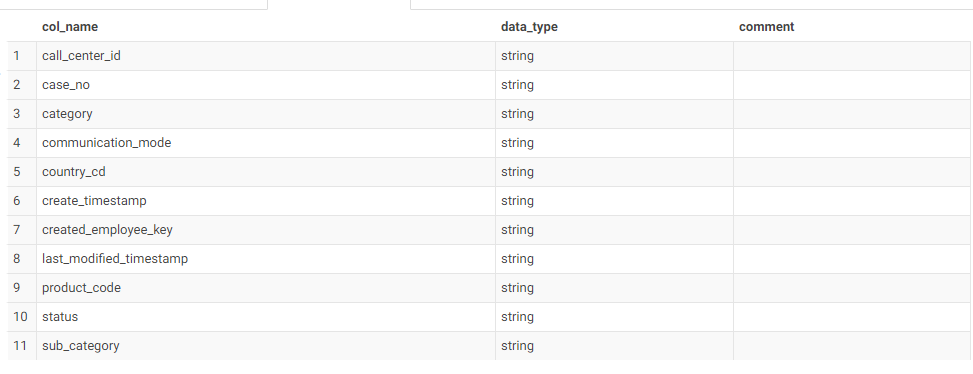 col_name data_type comment
1 call_center_id string
2 case_no string
3 category string
4 communication_mode string
5 country_cd string
6 create_timestamp string
7 created_employee_key string
8 last_modified_timestamp string
9 product_code string
10 status string
11 sub_category string